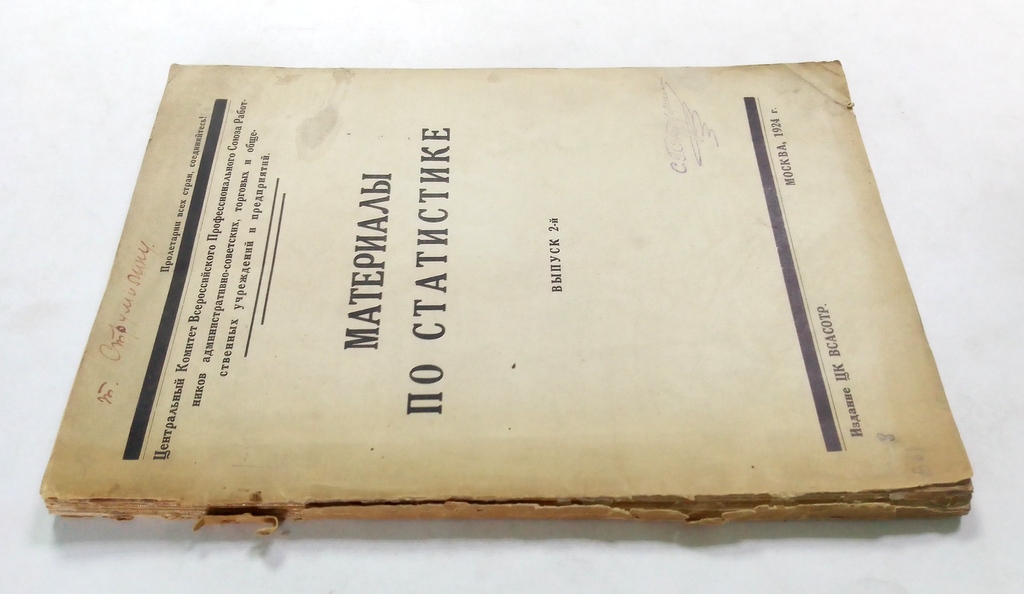 т. Струмилину
Пролетарии всех стран, соединяйтесь!
Центральный Комитет Всероссийского Профессионального Союза Работ-
ников административно-советских, торговых и обще-
ственных учреждений и предприятий.
МАТЕРИАЛЫ
ПО СТАТИСТИКЕ
ВЫПУСК 2-й
Издание ЦК ВСАСОТР.
МОСКВА, 1924 г.